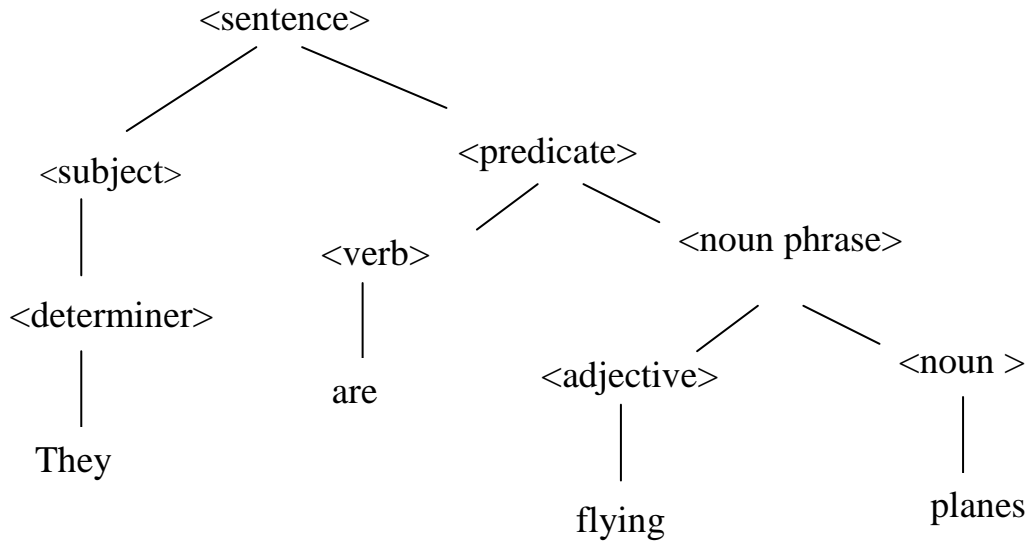 <sentence>
<predicate>
<subject>
<noun phrase>
<verb>
<determiner>
<noun >
<adjective>
are
They
planes
flying